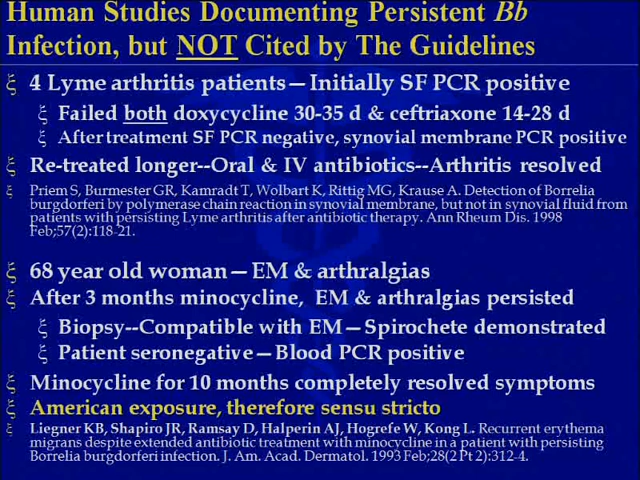 Human Studies Documenting Persistent Bb
Infection, but NOT Cited by The Guidelines
ξ 4 Lyme arthritis patients—Initially SF PCR positive
ξ Failed both doxycycline 30-35 d & ceftriaxone 14-28 d
ξ After treatment SF PCR negative, synovial membrane PCR positive
ξ Re-treated longer--Oral & IV antibiotics--Arthritis resolved
ξ Priem S, Burmester GR, Kamradt T, Wolbart K, Rittig MG, Krause A. Detection of Borrelia
burgdorferi by polymerase chain reaction in synovial membrane, but not in synovial fluid from
patients with persisting Lyme arthritis after antibiotic therapy. Ann Rheum Dis. 1998
Feb;57(2):118-21.
ξ 68 year old woman—EM & arthralgias
ξ After 3 months minocycline, EM & arthralgias persisted
ξ Biopsy--Compatible with EM—Spirochete demonstrated
ξ Patient seronegative—Blood PCR positive
ξ Minocycline for 10 months completely resolved symptoms
ξ American exposure, therefore sensu stricto
ξ Liegner KB, Shapiro JR, Ramsay D, Halperin AJ, Hogrefe W, Kong L. Recurrent erythema
migrans despite extended antibiotic treatment with minocycline in a patient with persisting
Borrelia burgdorferi infection. J. Am. Acad. Dermatol. 1993 Feb;28(2 Pt 2):312-4.